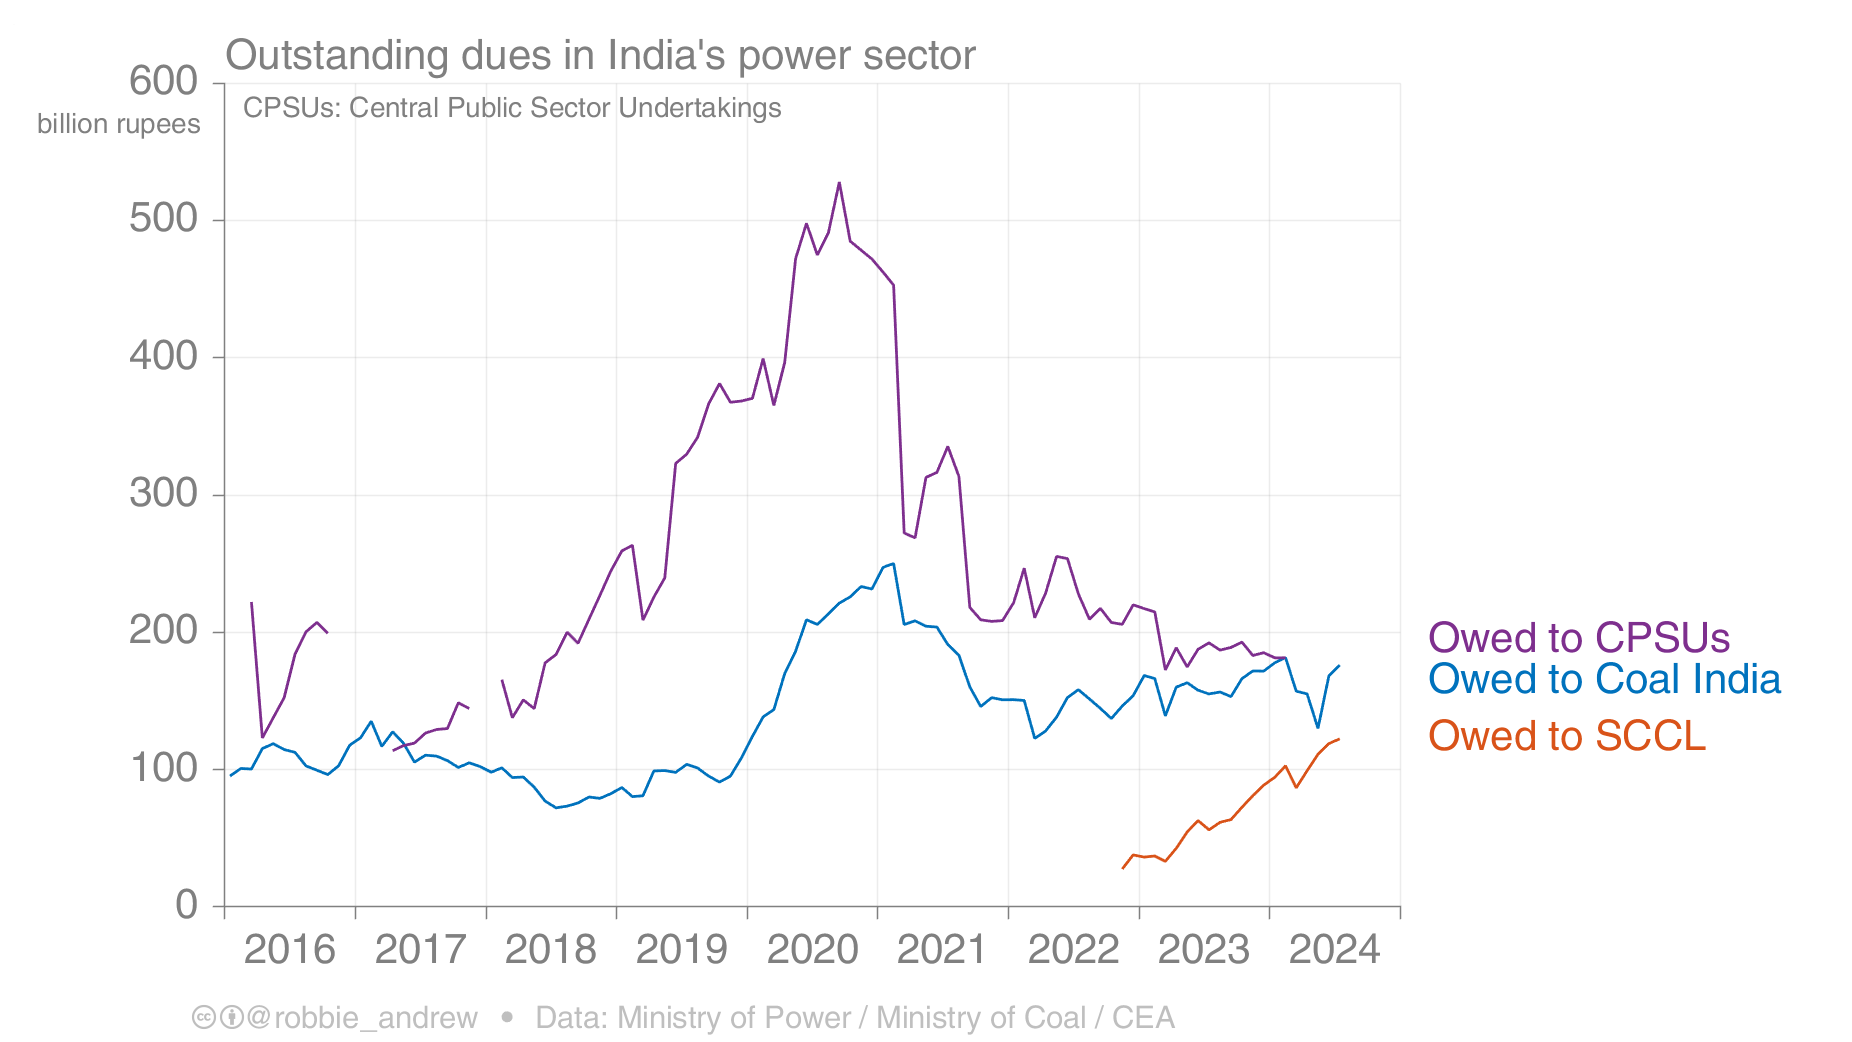 Outstanding dues in India's power sector
600
billion rupees
CPSUs: Central Public Sector Undertakings
500
400
300
200
100
0
Owed to CPSUs
Owed to Coal India
Owed to SCCL
2016 2017 2018 2019 2020 2021 2022 2023 2024
@robbie_andrew • Data: Ministry of Power / Ministry of Coal / CEA